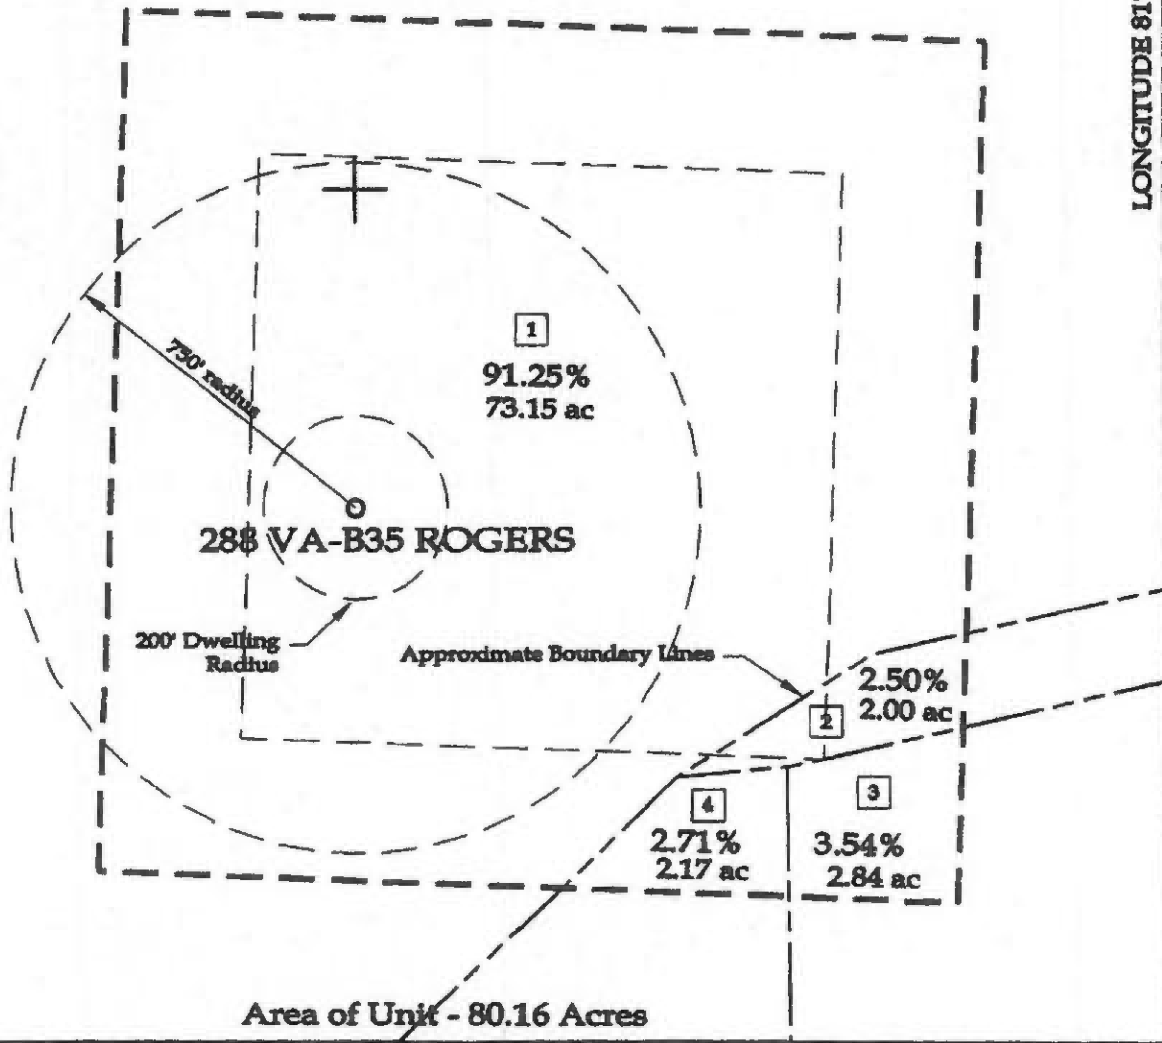 LONGITUDE 81
1
91.25%
73.15 ac
750' radius
288 VA-B35 ROGERS
200' Dwelling
Radius
Approximate Boundary Lines
2.50%
2.00 ac
2
3
4
2.71%
2.17 ac
3.54%
2.84 ac
Area of Unit - 80.16 Acres